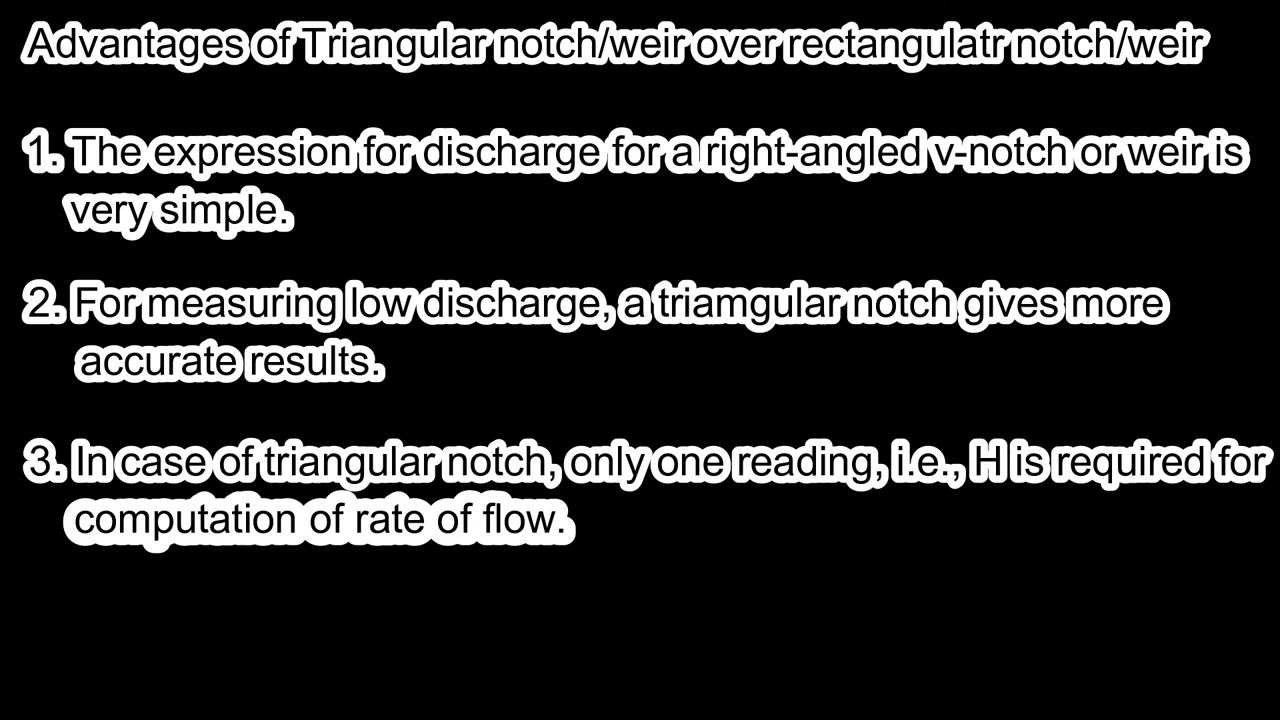 Advantages of Triangular notch/weir over rectangulatr notch/weir
1. The expression for discharge for a right-angled v-notch or weir is
very simple.
2. For measuring low discharge, a triamgular notch gives more
accurate results.
3. In case of triangular notch, only one reading, i.e., H is required for
computation of rate of flow.